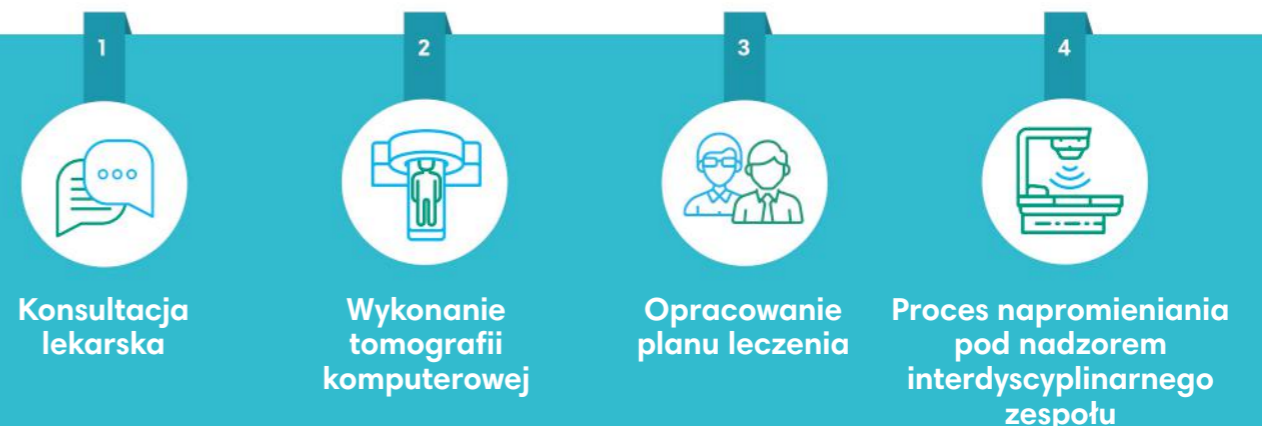 1
2
3
4
Konsultacja
lekarska
Wykonanie
tomografii
komputerowej
Opracowanie
planu leczenia
Proces napromieniania
pod nadzorem
interdyscyplinarnego
zespołu